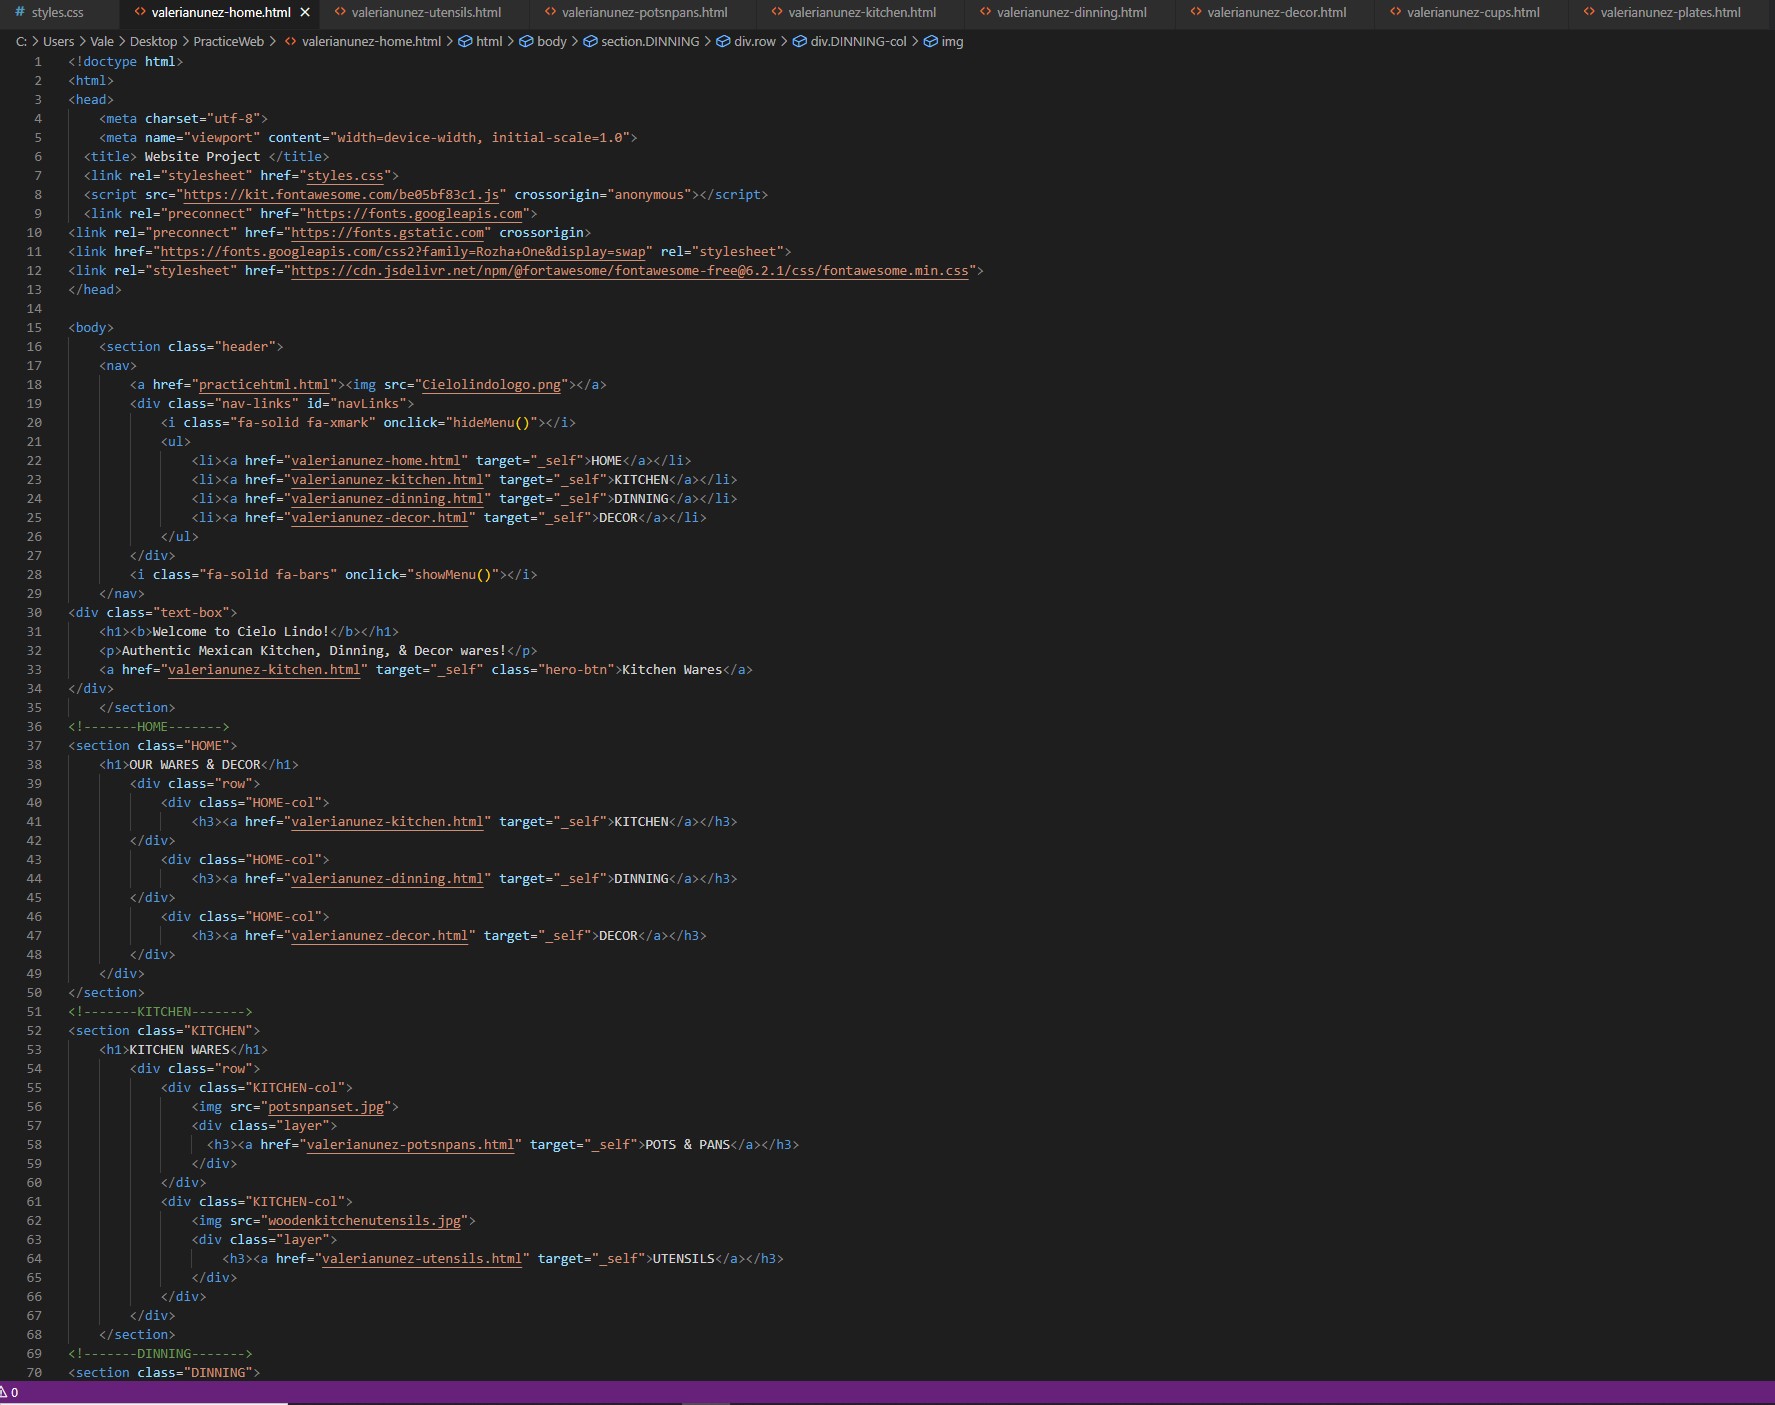 # styles.css <> valerianunez-home.html × <> valerianunez-utensils.html <> valerianunez-potsnpans.html <> valerianunez-kitchen.html <> valerianunez-dinning.html <> valerianunez-decor.html <> valerianunez-cups.html <> valerianunez-plates.html
C: > Users > Vale > Desktop > PracticeWeb > <> valerianunez-home.html > html > body > section.DINNING > div.row > div.DINNING-col > img
1 <!doctype html>
2 <html>
3 <head>
4 <meta charset="utf-8">
5 <meta name="viewport" content="width=device-width, initial-scale=1.0">
6 <title> Website Project </title>
7 <link rel="stylesheet" href="styles.css">
8 <script src="https://kit.fontawesome.com/be05bf83c1.js" crossorigin="anonymous"></script>
9 <link rel="preconnect" href="https://fonts.googleapis.com">
10 <link rel="preconnect" href="https://fonts.gstatic.com" crossorigin>
11 <link href="https://fonts.googleapis.com/css2?family=Rozha+One&display=swap" rel="stylesheet">
12 <link rel="stylesheet" href="https://cdn.jsdelivr.net/npm/@fortawesome/fontawesome-free@6.2.1/css/fontawesome.min.css">
13 </head>
14
15 <body>
16 <section class="header">
17 <nav>
18 <a href="practicehtml.html"><img src="Cielolindologo.png"></a>
19 <div class="nav-links" id="navLinks">
20 <i class="fa-solid fa-xmark" onclick="hideMenu()"></i>
21 <ul>
22 <li><a href="valerianunez-home.html" target="_self">HOME</a></li>
23 <li><a href="valerianunez-kitchen.html" target="_self">KITCHEN</a></li>
24 <li><a href="valerianunez-dinning.html" target="_self">DINNING</a></li>
25 <li><a href="valerianunez-decor.html" target="_self">DECOR</a></li>
26 </ul>
27 </div>
28 <i class="fa-solid fa-bars" onclick="showMenu()"></i>
29 </nav>
30 <div class="text-box">
31 <h1><b>Welcome to Cielo Lindo!</b></h1>
32 <p>Authentic Mexican Kitchen, Dinning, & Decor wares!</p>
33 <a href="valerianunez-kitchen.html" target="_self" class="hero-btn">Kitchen Wares</a>
34 </div>
35 </section>
36 <!-------HOME------->
37 <section class="HOME">
38 <h1>OUR WARES & DECOR</h1>
39 <div class="row">
40 <div class="HOME-col">
41 <h3><a href="valerianunez-kitchen.html" target="_self">KITCHEN</a></h3>
42 </div>
43 <div class="HOME-col">
44 <h3><a href="valerianunez-dinning.html" target="_self">DINNING</a></h3>
45 </div>
46 <div class="HOME-col">
47 <h3><a href="valerianunez-decor.html" target="_self">DECOR</a></h3>
48 </div>
49 </div>
50 </section>
51 <!-------KITCHEN------->
52 <section class="KITCHEN">
53 <h1>KITCHEN WARES</h1>
54 <div class="row">
55 <div class="KITCHEN-col">
56 <img src="potsnpanset.jpg">
57 <div class="layer">
58 <h3><a href="valerianunez-potsnpans.html" target="_self">POTS & PANS</a></h3>
59 </div>
60 </div>
61 <div class="KITCHEN-col">
62 <img src="woodenkitchenutensils.jpg">
63 <div class="layer">
64 <h3><a href="valerianunez-utensils.html" target="_self">UTENSILS</a></h3>
65 </div>
66 </div>
67 </div>
68 </section>
69 <!-------DINNING------->
70 <section class="DINNING">
0